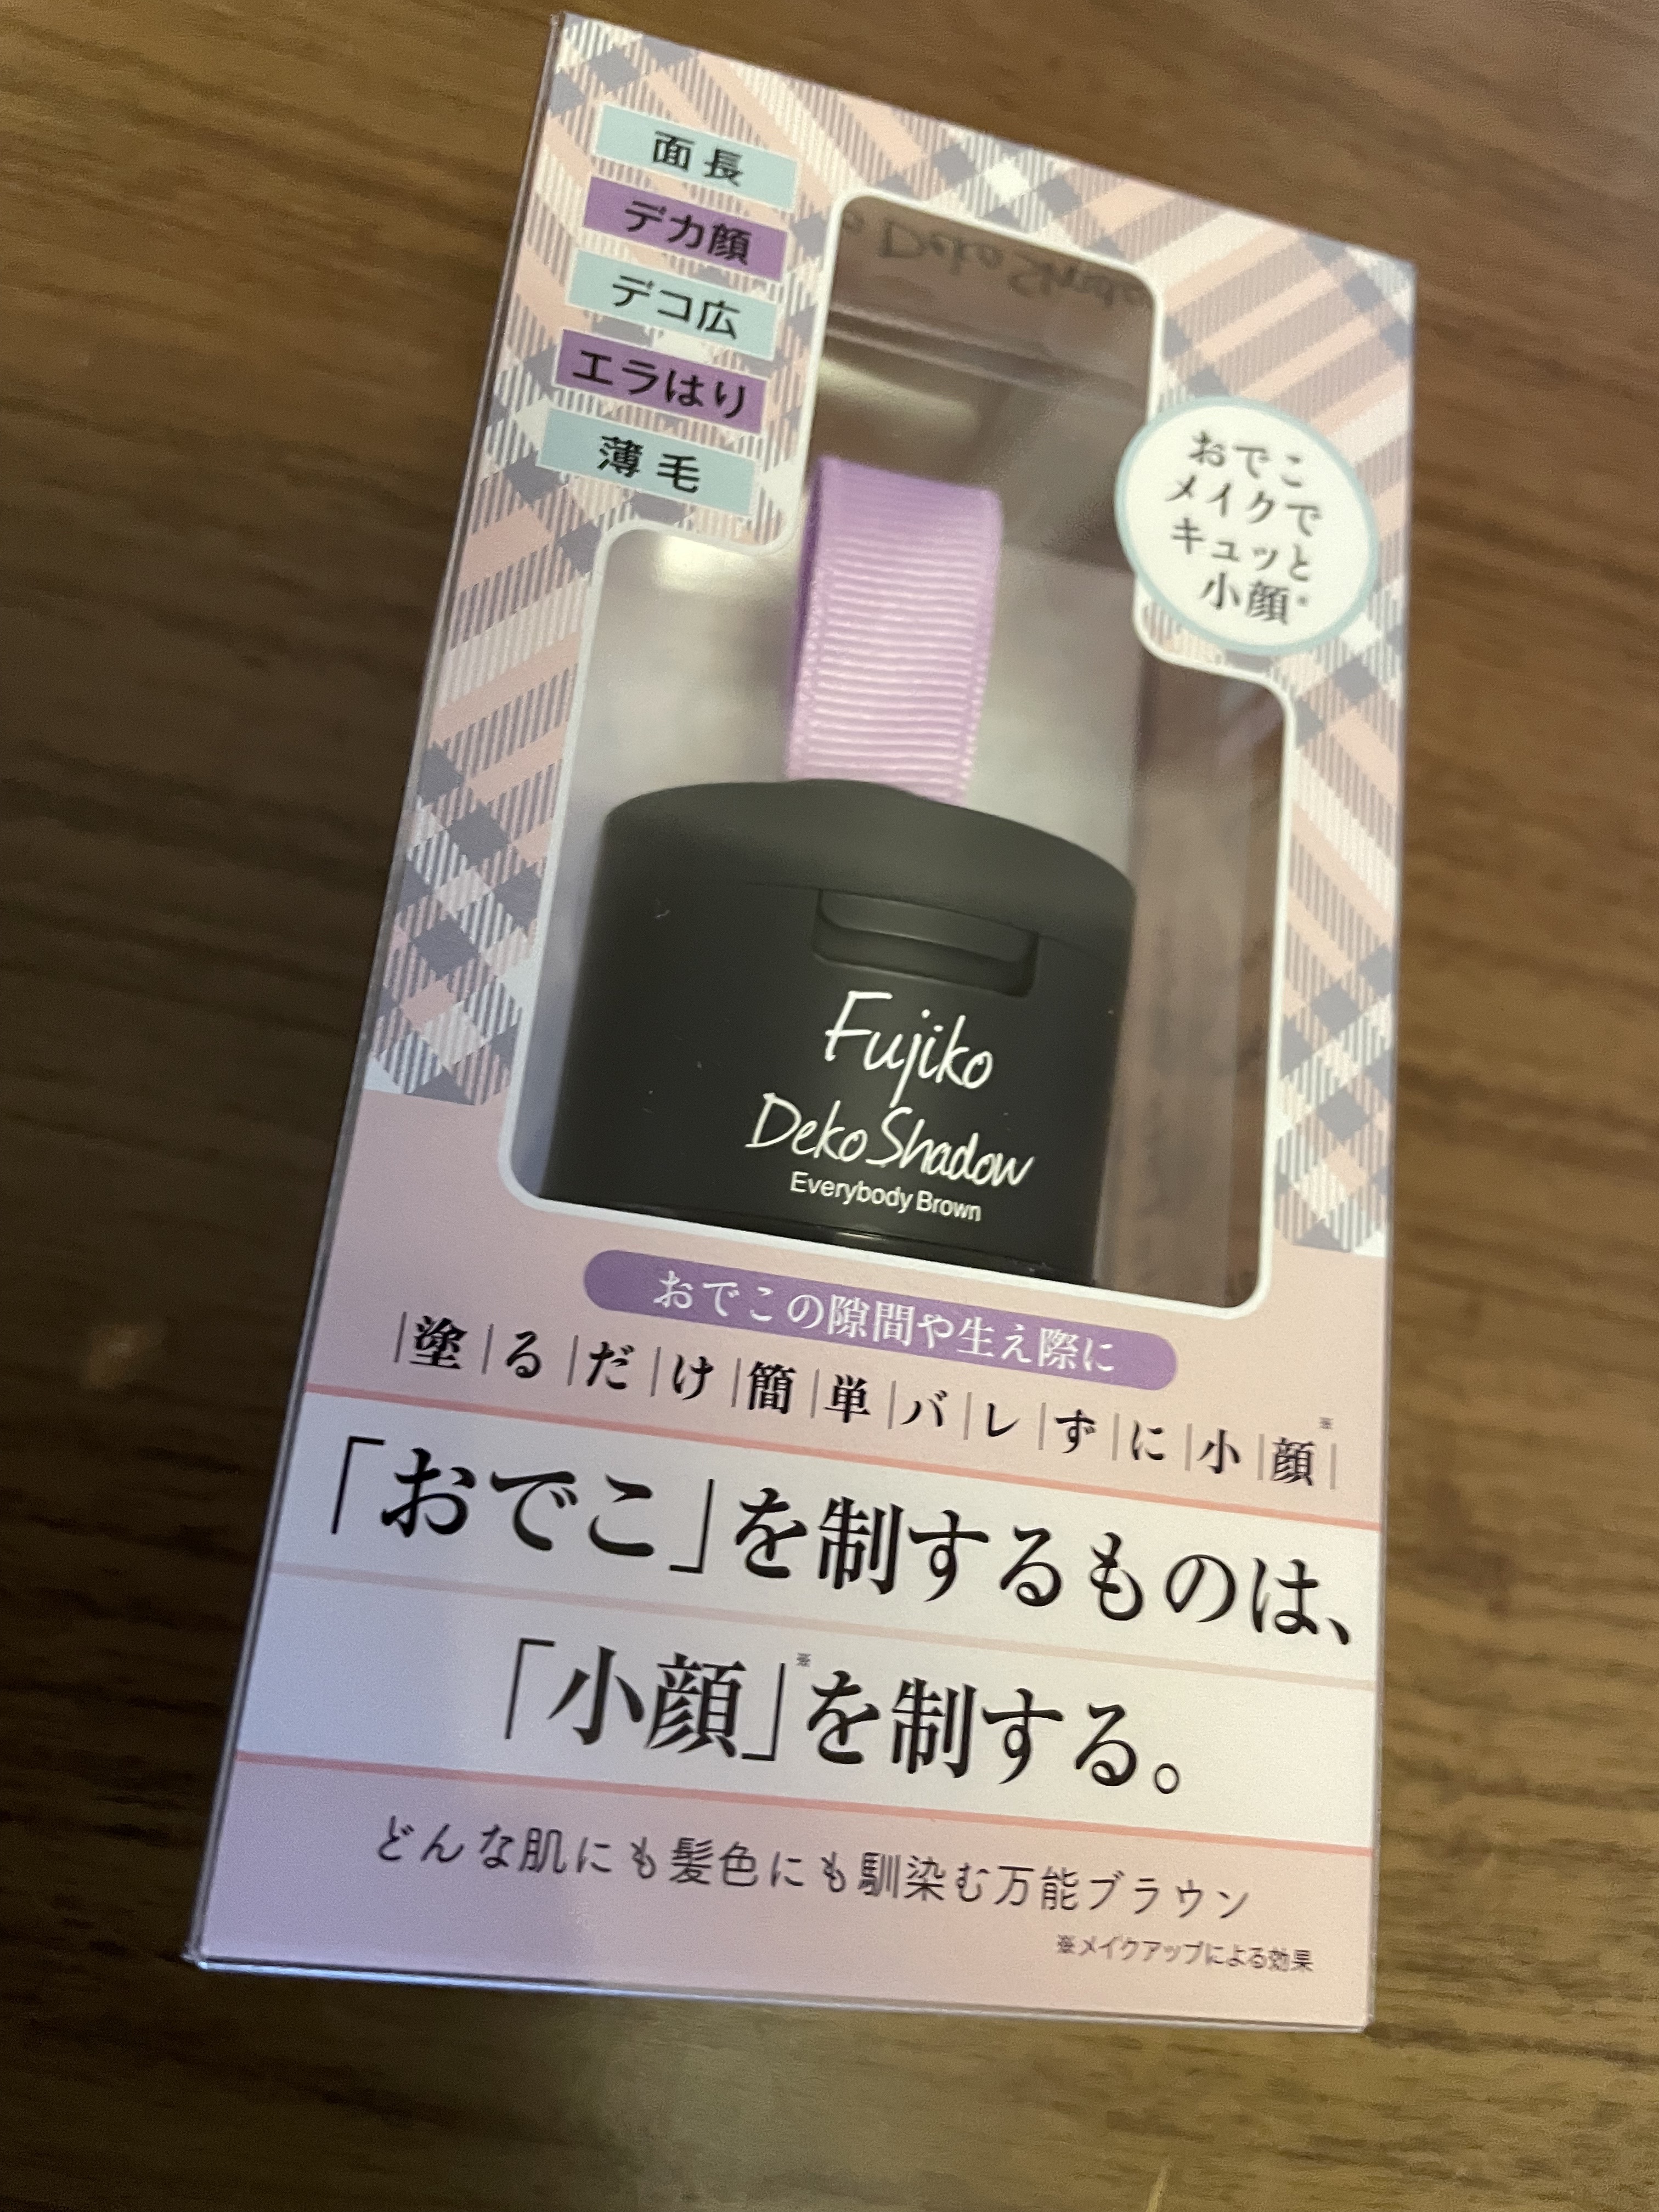 面長
デカ顔
デコ広
エラはり
薄毛
おでこ
メイクで
キュッと
小顔*
Fujiko
Deko Shadow
Everybody Brown
おでこの隙間や生え際に
塗るだけ簡単バレずに小顔※
「おでこ」を制するものは、
「小顔」※を制する。
どんな肌にも髪色にも馴染む万能ブラウン
※メイクアップによる効果